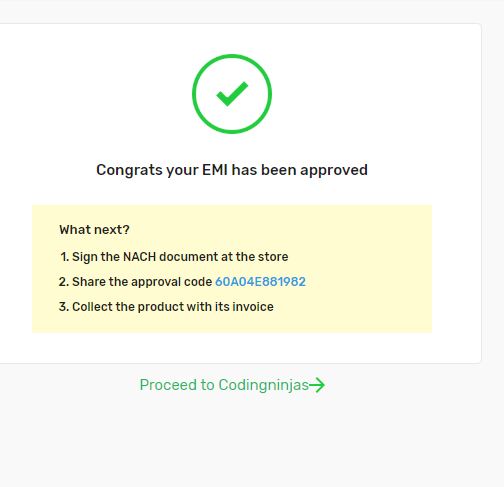 Congrats your EMI has been approved
What next?
1. Sign the NACH document at the store
2. Share the approval code 60A04E881982
3. Collect the product with its invoice
Proceed to Codingninjas